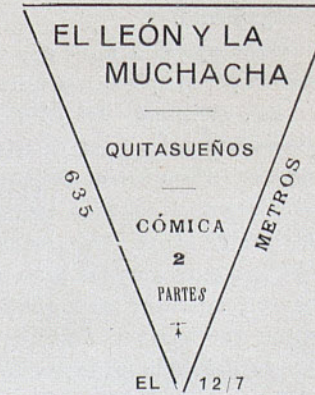 EL LEÓN Y LA
MUCHACHA
QUITASUEÑOS
635
METROS
CÓMICA
2
PARTES
EL 12/7